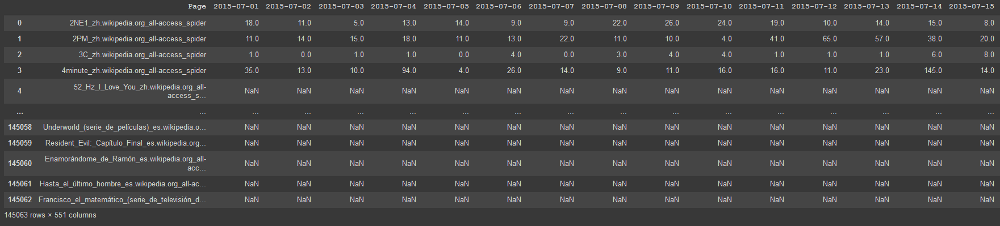 Page 2015-07-01 2015-07-02 2015-07-03 2015-07-04 2015-07-05 2015-07-06 2015-07-07 2015-07-08 2015-07-09 2015-07-10 2015-07-11 2015-07-12 2015-07-13 2015-07-14 2015-07-15
0 2NE1_zh.wikipedia.org_all-access_spider 18.0 11.0 5.0 13.0 14.0 9.0 9.0 22.0 26.0 24.0 19.0 10.0 14.0 15.0 8.0
1 2PM_zh.wikipedia.org_all-access_spider 11.0 14.0 15.0 18.0 11.0 13.0 22.0 11.0 10.0 4.0 41.0 65.0 57.0 38.0 20.0
2 3C_zh.wikipedia.org_all-access_spider 1.0 0.0 1.0 1.0 0.0 4.0 0.0 3.0 4.0 4.0 1.0 1.0 1.0 6.0 8.0
3 4minute_zh.wikipedia.org_all-access_spider 35.0 13.0 10.0 94.0 4.0 26.0 14.0 9.0 11.0 16.0 16.0 11.0 23.0 145.0 14.0
4 52_Hz_I_Love_You_zh.wikipedia.org_all-
access_s... NaN NaN NaN NaN NaN NaN NaN NaN NaN NaN NaN NaN NaN NaN NaN
... ... ... ... ... ... ... ... ... ... ... ... ... ... ... ... ... ...
145058 Underworld_(serie_de_películas)_es.wikipedia.o... NaN NaN NaN NaN NaN NaN NaN NaN NaN NaN NaN NaN NaN NaN NaN
145059 Resident_Evil:_Capítulo_Final_es.wikipedia.org... NaN NaN NaN NaN NaN NaN NaN NaN NaN NaN NaN NaN NaN NaN NaN
145060 Enamorándome_de_Ramón_es.wikipedia.org_all-
acc... NaN NaN NaN NaN NaN NaN NaN NaN NaN NaN NaN NaN NaN NaN NaN
145061 Hasta_el_último_hombre_es.wikipedia.org_all-ac... NaN NaN NaN NaN NaN NaN NaN NaN NaN NaN NaN NaN NaN NaN NaN
145062 Francisco_el_matemático_(serie_de_televisión_d... NaN NaN NaN NaN NaN NaN NaN NaN NaN NaN NaN NaN NaN NaN NaN
145063 rows × 551 columns